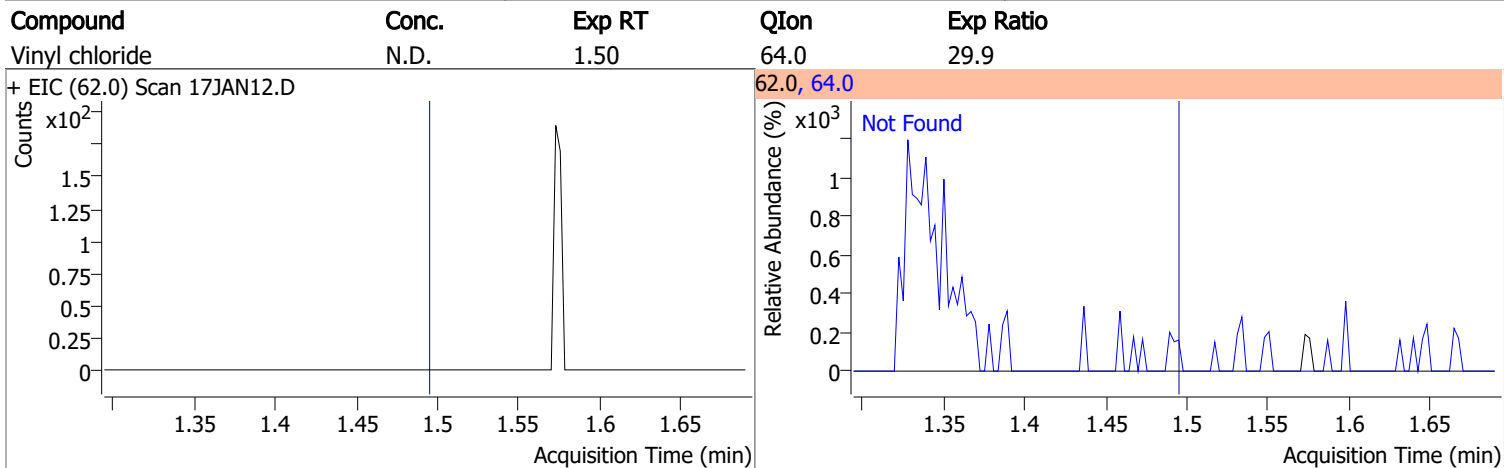 Compound Conc. Exp RT QIon Exp Ratio
Vinyl chloride N.D. 1.50 64.0 29.9
+ EIC (62.0) Scan 17JAN12.D
Counts
x10²
1.5
1.25
1
0.75
0.5
0.25
0
1.35 1.4 1.45 1.5 1.55 1.6 1.65
Acquisition Time (min)
62.0, 64.0
Relative Abundance (%)
x10³
Not Found
1
0.8
0.6
0.4
0.2
0
1.35 1.4 1.45 1.5 1.55 1.6 1.65
Acquisition Time (min)